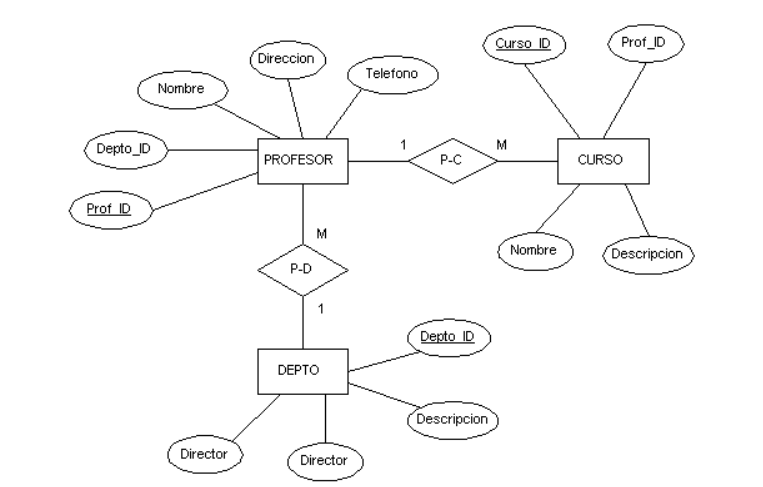 Curso_ID
Prof_ID
Direccion
Telefono
Nombre
Depto_ID
PROFESOR
1
P-C
M
CURSO
Prof_ID
M
Nombre
Descripcion
P-D
1
Depto_ID
DEPTO
Descripcion
Director
Director